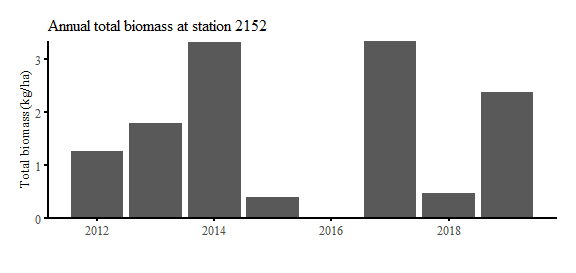 Annual total biomass at station 2152
Total biomass (kg/ha)
3
2
1
0
2012 2014 2016 2018